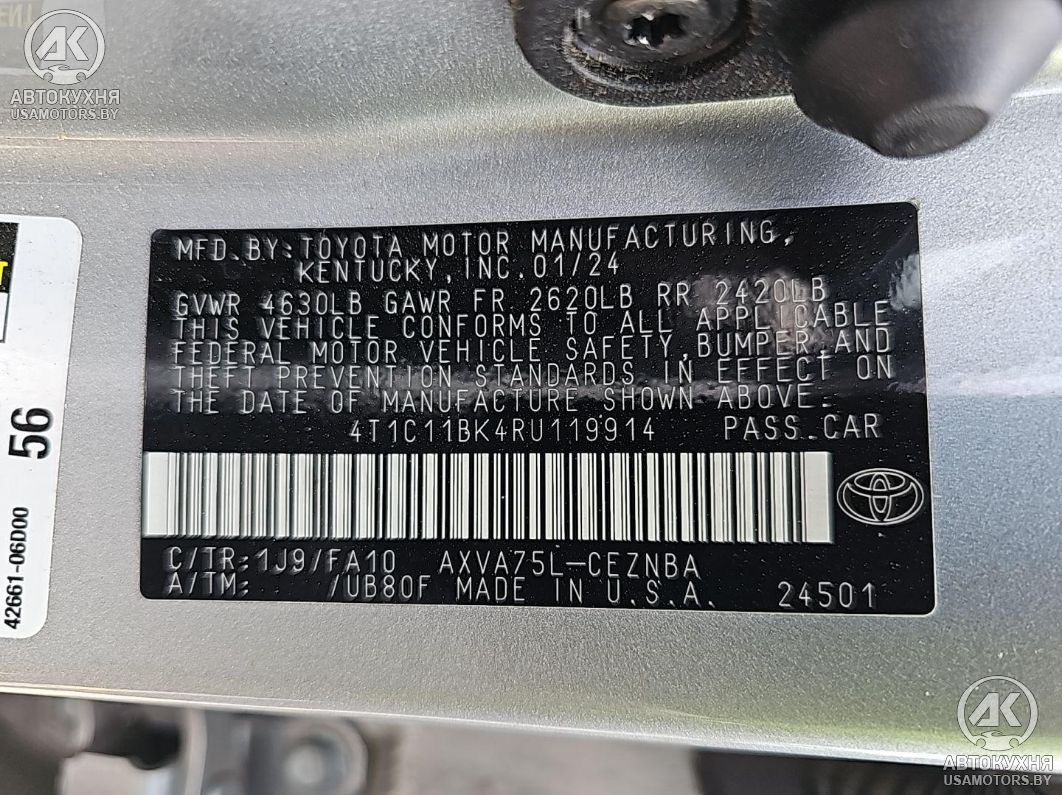 АК
АВТОКУХНЯ
USAMOTORS.BY
MFD.BY:TOYOTA MOTOR MANUFACTURING,
KENTUCKY,INC.01/24
GVWR 4630LB GAWR FR 2620LB RR 2420LB
THIS VEHICLE CONFORMS TO ALL APPLICABLE
FEDERAL MOTOR VEHICLE SAFETY,BUMPER,AND
THEFT PREVENTION STANDARDS IN EFFECT ON
THE DATE OF MANUFACTURE SHOWN ABOVE.
4T1C11BK4RU119914 PASS.CAR
C/TR:1J9/FA10 AXVA75L-CEZNBA
A/TM: /UB80F MADE IN U.S.A. 24501
56
42661-06D00
АК
АВТОКУХНЯ
USAMOTORS.BY